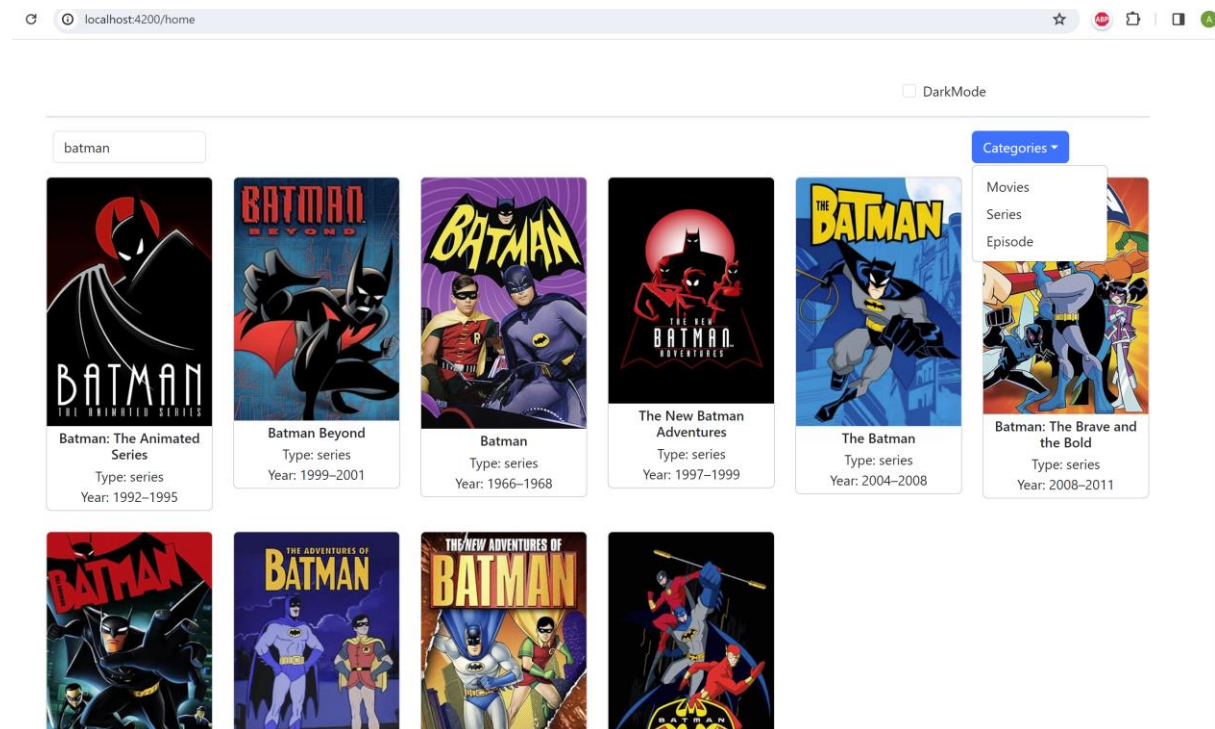 localhost:4200/home
ABP
A
DarkMode
batman
Categories
Movies
Series
Episode
BATMAN
THE ANIMATED SERIES
Batman: The Animated
Series
Type: series
Year: 1992–1995
BATMAN
BEYOND
Batman Beyond
Type: series
Year: 1999–2001
BATMAN
R
Batman
Type: series
Year: 1966–1968
THE NEW
BATMAN
ADVENTURES
The New Batman
Adventures
Type: series
Year: 1997–1999
THE
BATMAN
The Batman
Type: series
Year: 2004–2008
Batman: The Brave and
the Bold
Type: series
Year: 2008–2011
BATMAN
THE ADVENTURES OF
BATMAN
THE NEW ADVENTURES OF
BATMAN
BATMAN